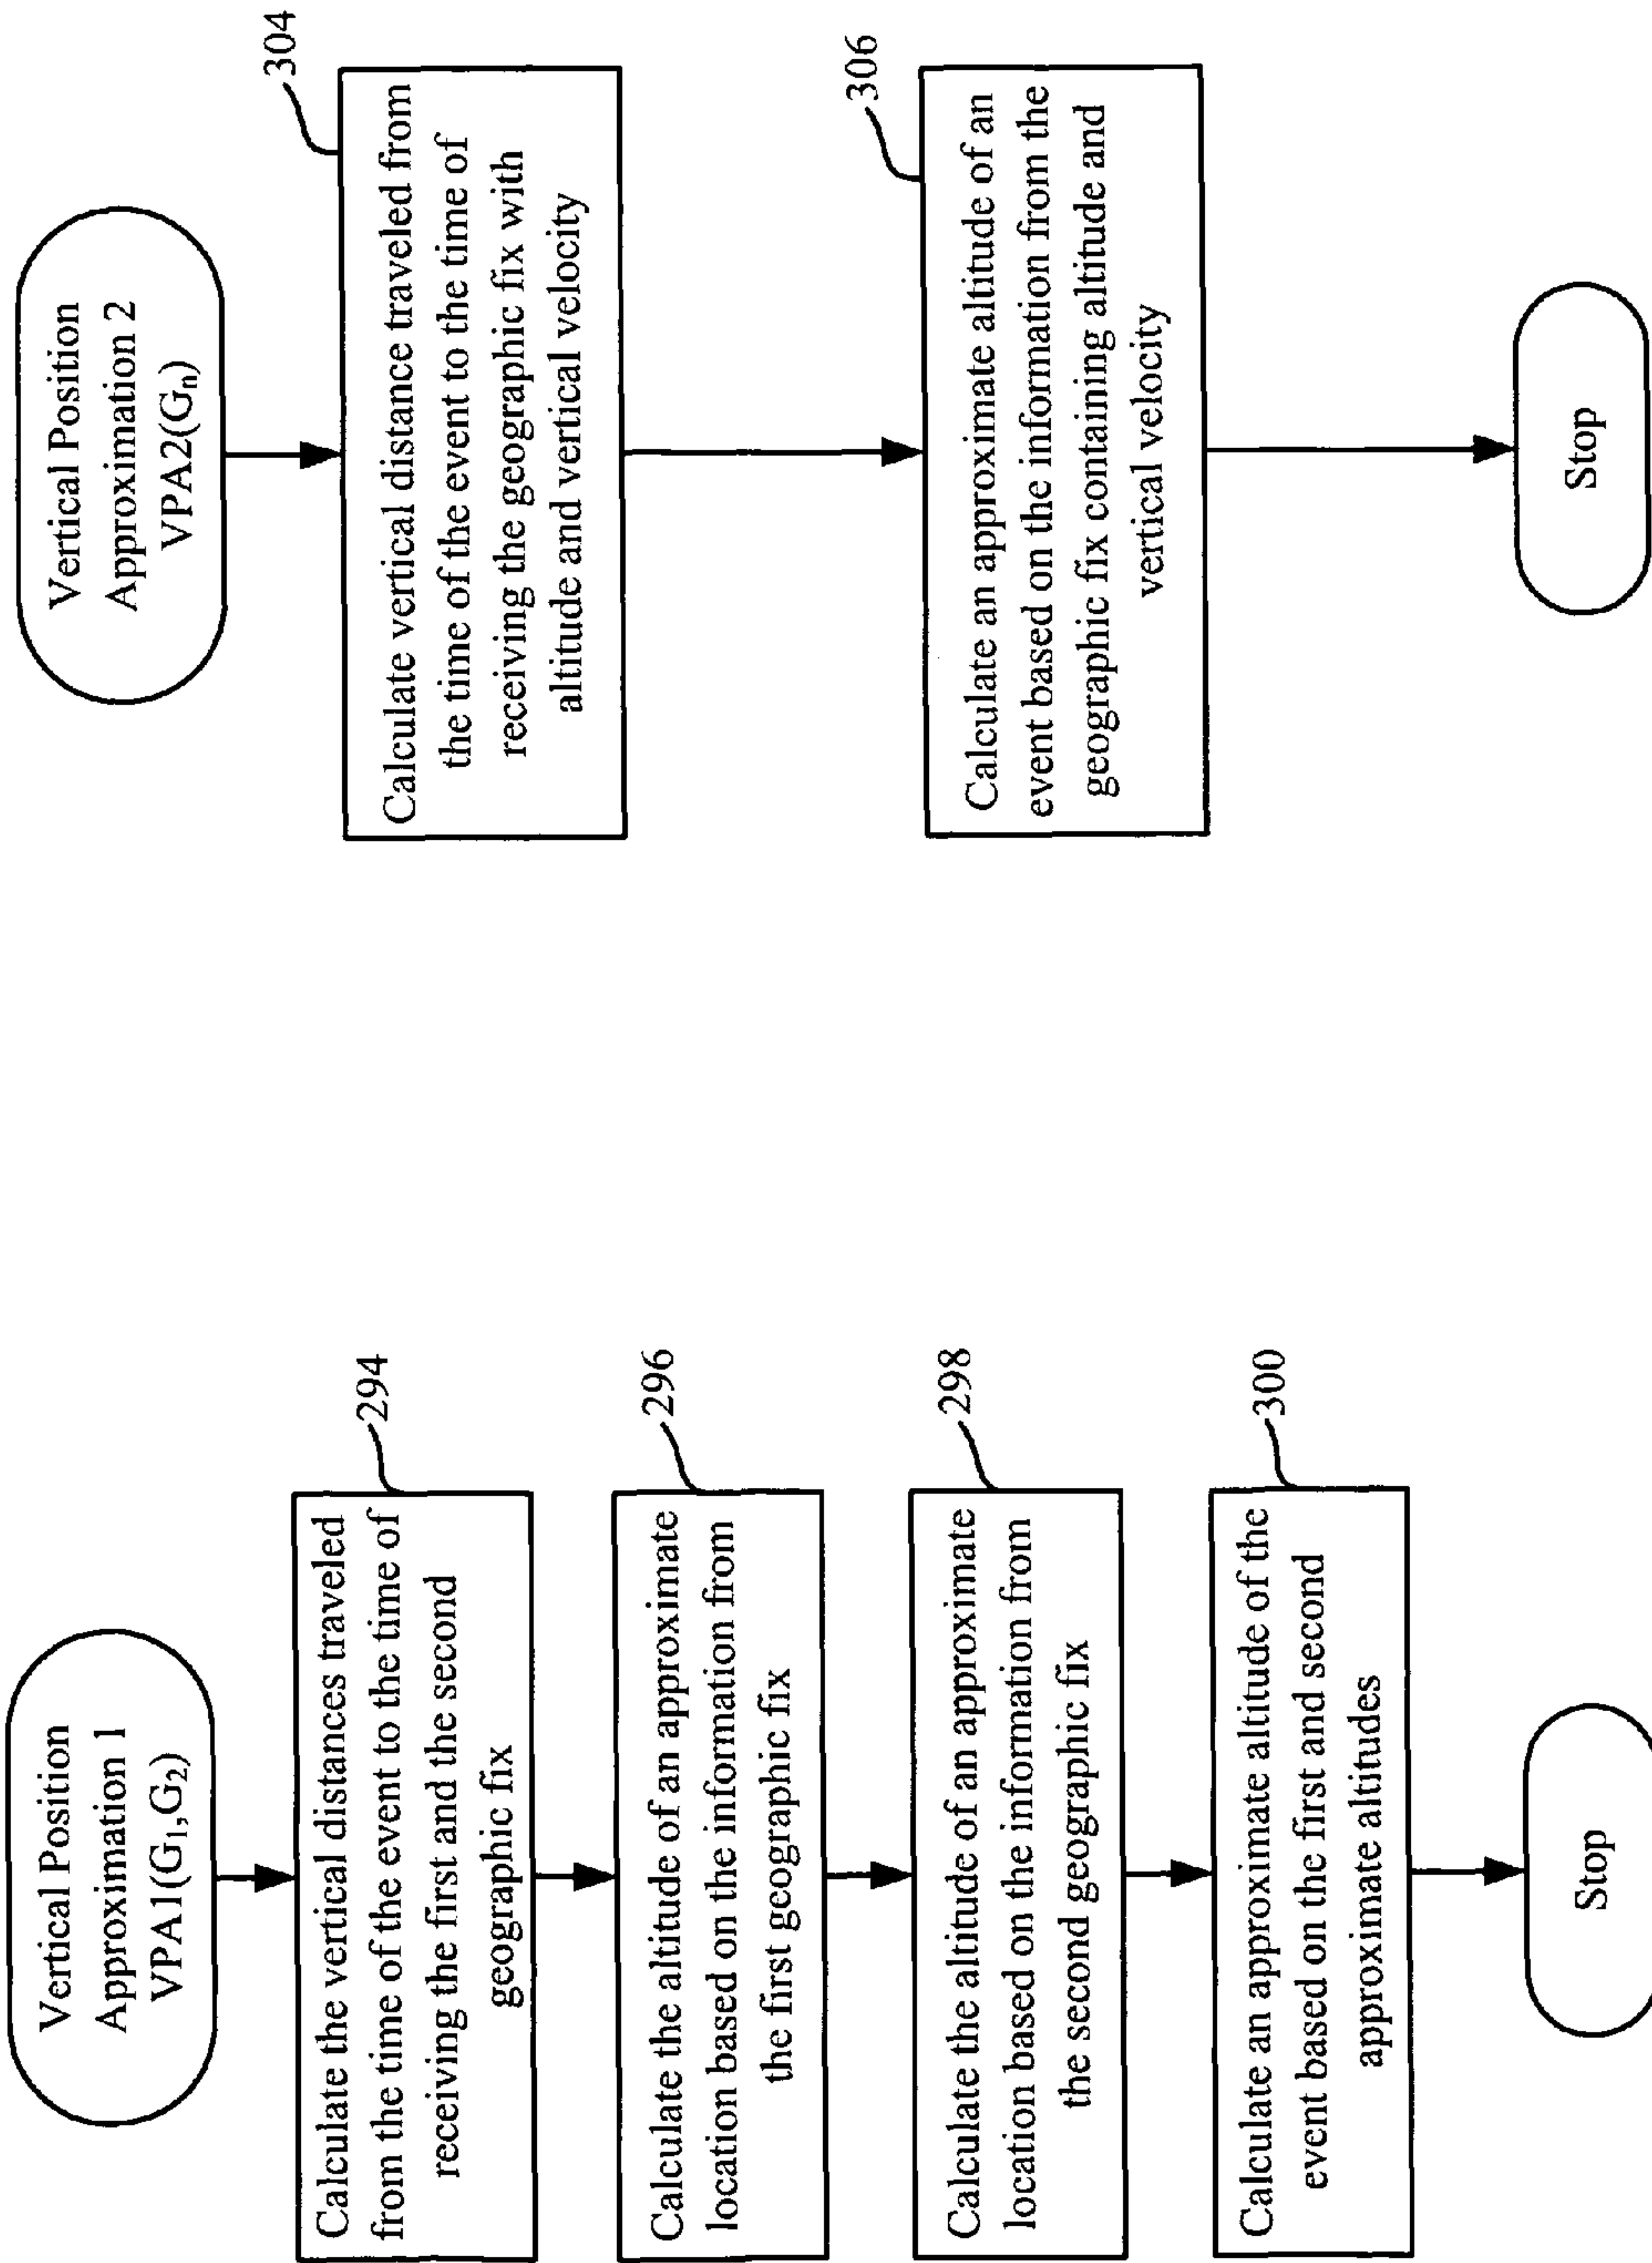 Vertical Position
Approximation 1
VPA1(G₁,G₂)
294
Calculate the vertical distances traveled
from the time of the event to the time of
receiving the first and the second
geographic fix
296
Calculate the altitude of an approximate
location based on the information from
the first geographic fix
298
Calculate the altitude of an approximate
location based on the information from
the second geographic fix
300
Calculate an approximate altitude of the
event based on the first and second
approximate altitudes
Stop
Vertical Position
Approximation 2
VPA2(Gₙ)
304
Calculate vertical distance traveled from
the time of the event to the time of
receiving the geographic fix with
altitude and vertical velocity
306
Calculate an approximate altitude of an
event based on the information from the
geographic fix containing altitude and
vertical velocity
Stop